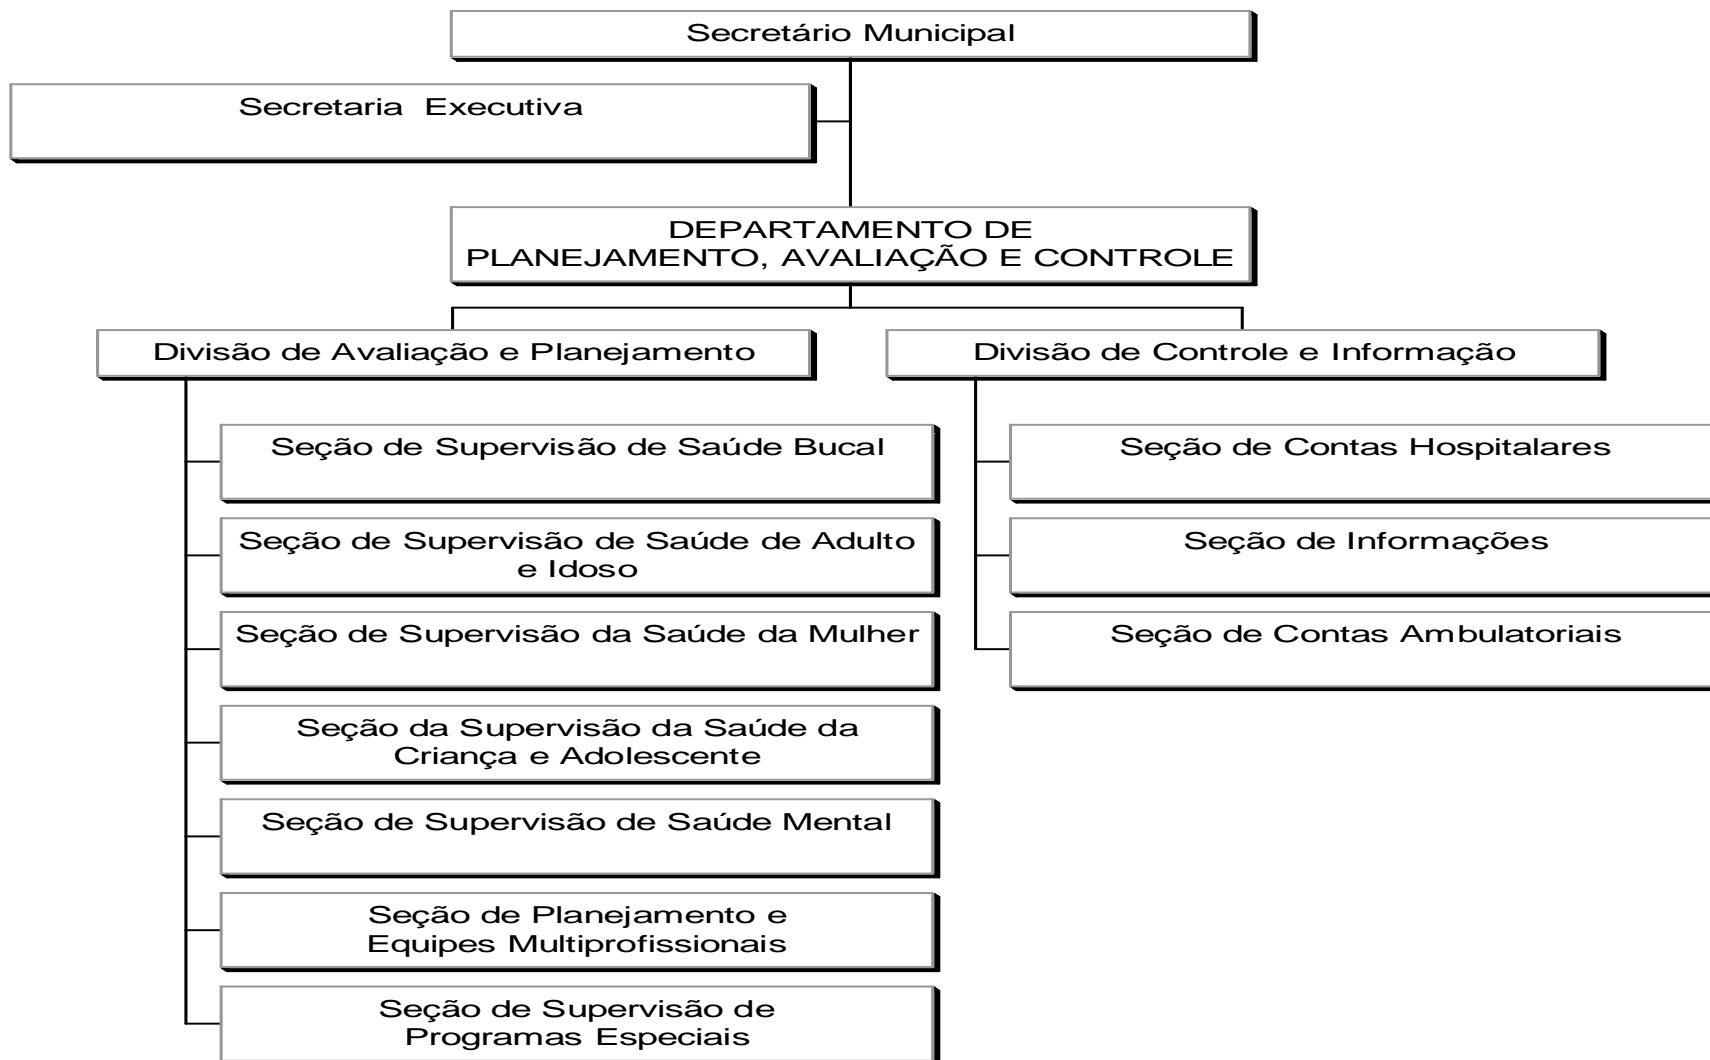 Secretário Municipal
Secretaria Executiva
DEPARTAMENTO DE
PLANEJAMENTO, AVALIAÇÃO E CONTROLE
Divisão de Avaliação e Planejamento
Divisão de Controle e Informação
Seção de Supervisão de Saúde Bucal
Seção de Supervisão de Saúde de Adulto
e Idoso
Seção de Supervisão da Saúde da Mulher
Seção da Supervisão da Saúde da
Criança e Adolescente
Seção de Supervisão de Saúde Mental
Seção de Planejamento e
Equipes Multiprofissionais
Seção de Supervisão de
Programas Especiais
Seção de Contas Hospitalares
Seção de Informações
Seção de Contas Ambulatoriais